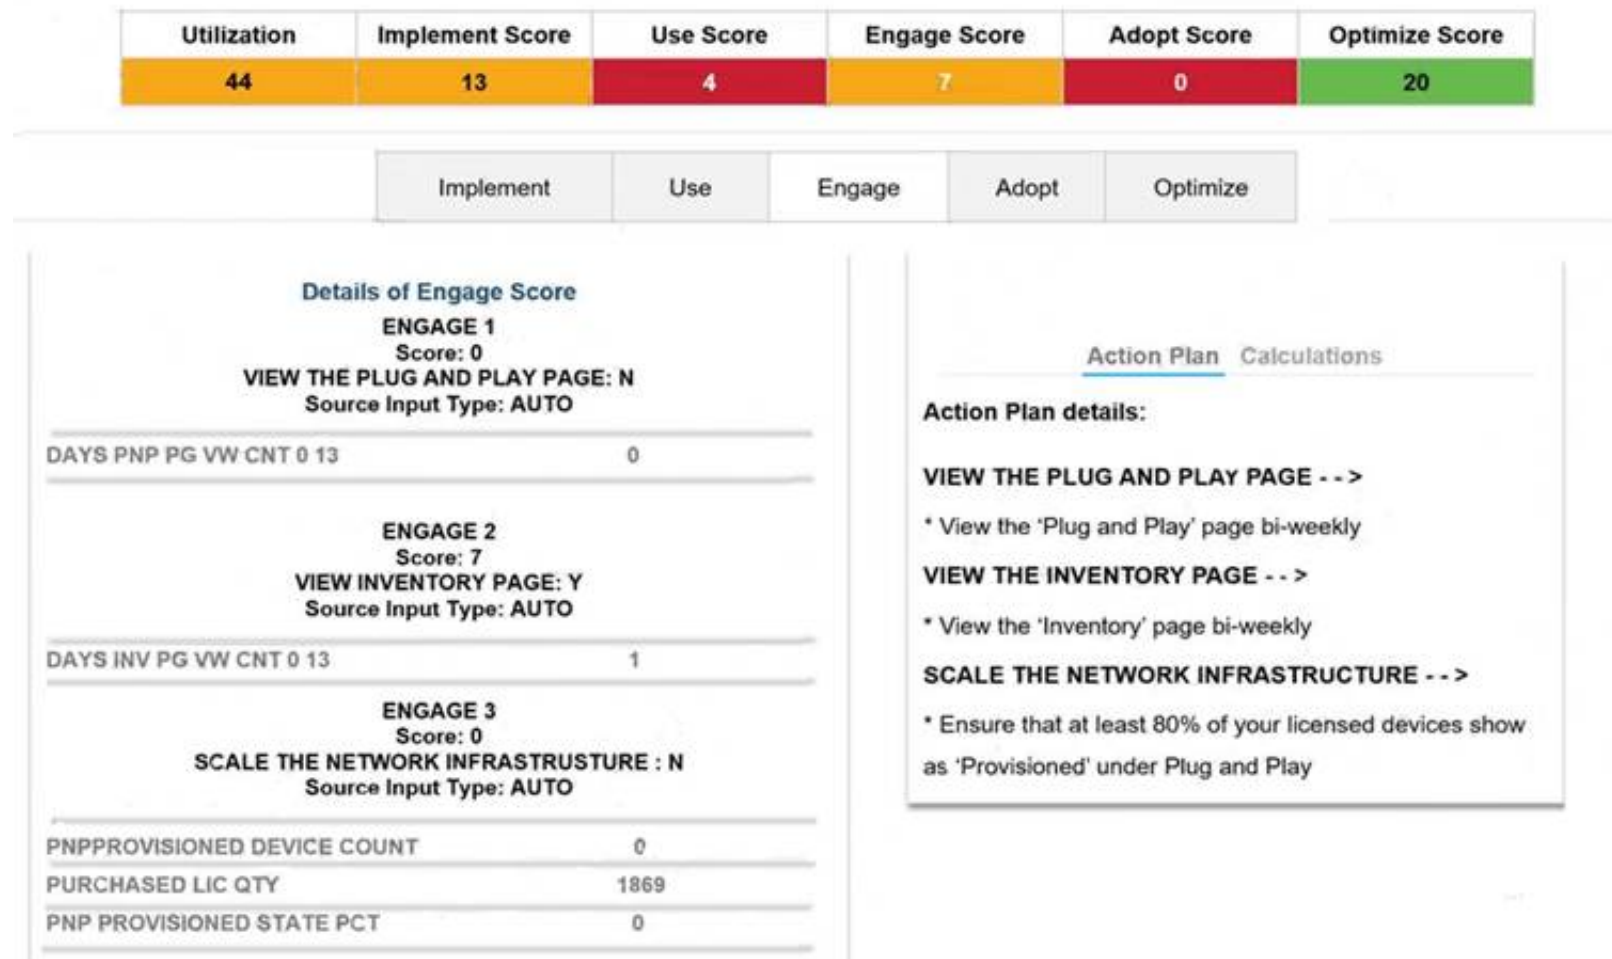 Utilization Implement Score Use Score Engage Score Adopt Score Optimize Score
44 13 4 7 0 20
Implement Use Engage Adopt Optimize
Details of Engage Score
ENGAGE 1
Score: 0
VIEW THE PLUG AND PLAY PAGE: N
Source Input Type: AUTO
DAYS PNP PG VW CNT 0 13 0
ENGAGE 2
Score: 7
VIEW INVENTORY PAGE: Y
Source Input Type: AUTO
DAYS INV PG VW CNT 0 13 1
ENGAGE 3
Score: 0
SCALE THE NETWORK INFRASTRUSTURE : N
Source Input Type: AUTO
PNPPROVISIONED DEVICE COUNT 0
PURCHASED LIC QTY 1869
PNP PROVISIONED STATE PCT 0
Action Plan Calculations
Action Plan details:
VIEW THE PLUG AND PLAY PAGE - - >
* View the ‘Plug and Play’ page bi-weekly
VIEW THE INVENTORY PAGE - - >
* View the ‘Inventory’ page bi-weekly
SCALE THE NETWORK INFRASTRUCTURE - - >
* Ensure that at least 80% of your licensed devices show
as ‘Provisioned’ under Plug and Play